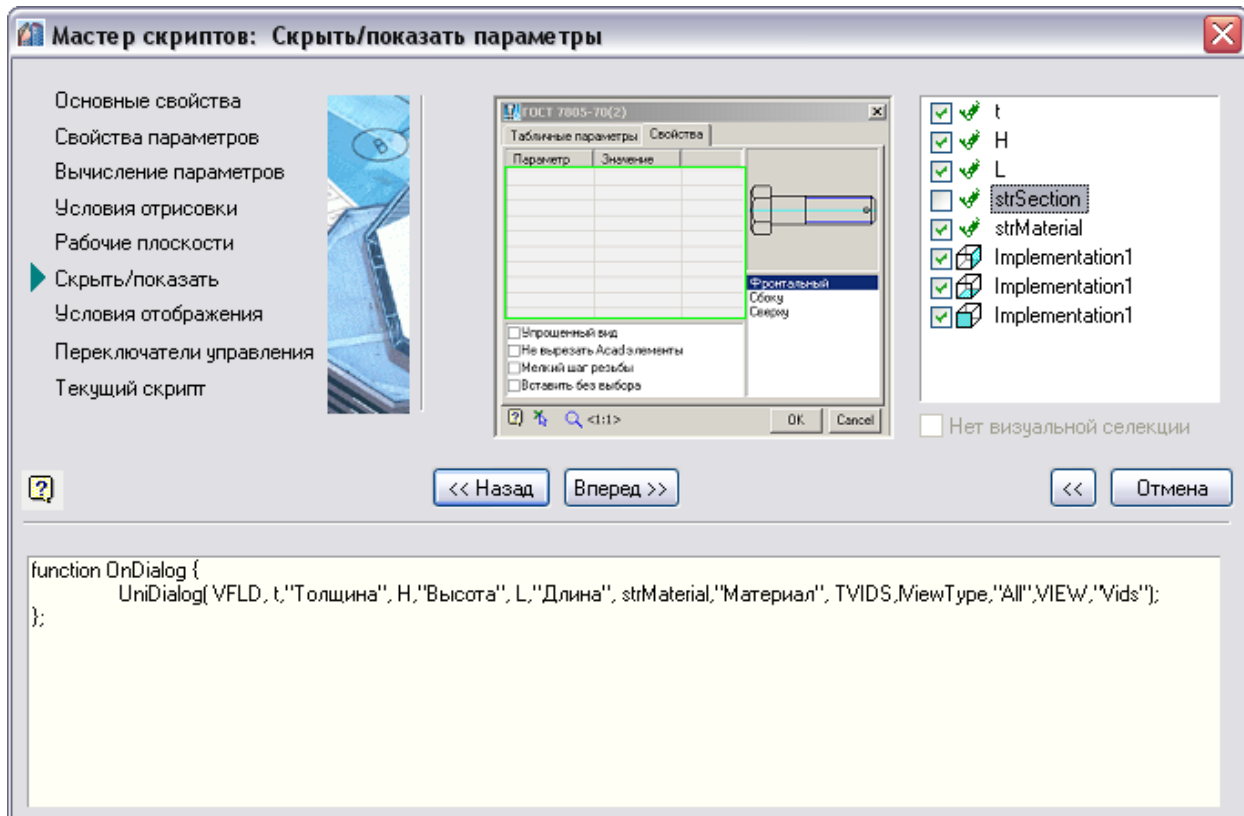 Мастер скриптов: Скрыть/показать параметры
Основные свойства
Свойства параметров
Вычисление параметров
Условия отрисовки
Рабочие плоскости
Скрыть/показать
Условия отображения
Переключатели управления
Текущий скрипт
ГОСТ 7805-70(2)
Табличные параметры Свойства
Параметр Значение
Фронтальный
Сбоку
Сверху
Упрощенный вид
Не вырезать Acad элементы
Мелкий шаг резьбы
Вставить без выбора
<1:1> OK Cancel
t
H
L
strSection
strMaterial
Implementation1
Implementation1
Implementation1
Нет визуальной селекции
<< Назад Вперед >> << Отмена
function OnDialog {
UniDialog( VFLD, t,"Толщина", H,"Высота", L,"Длина", strMaterial,"Материал", TVIDS,IViewType,"All",VIEW,"Vids");
};